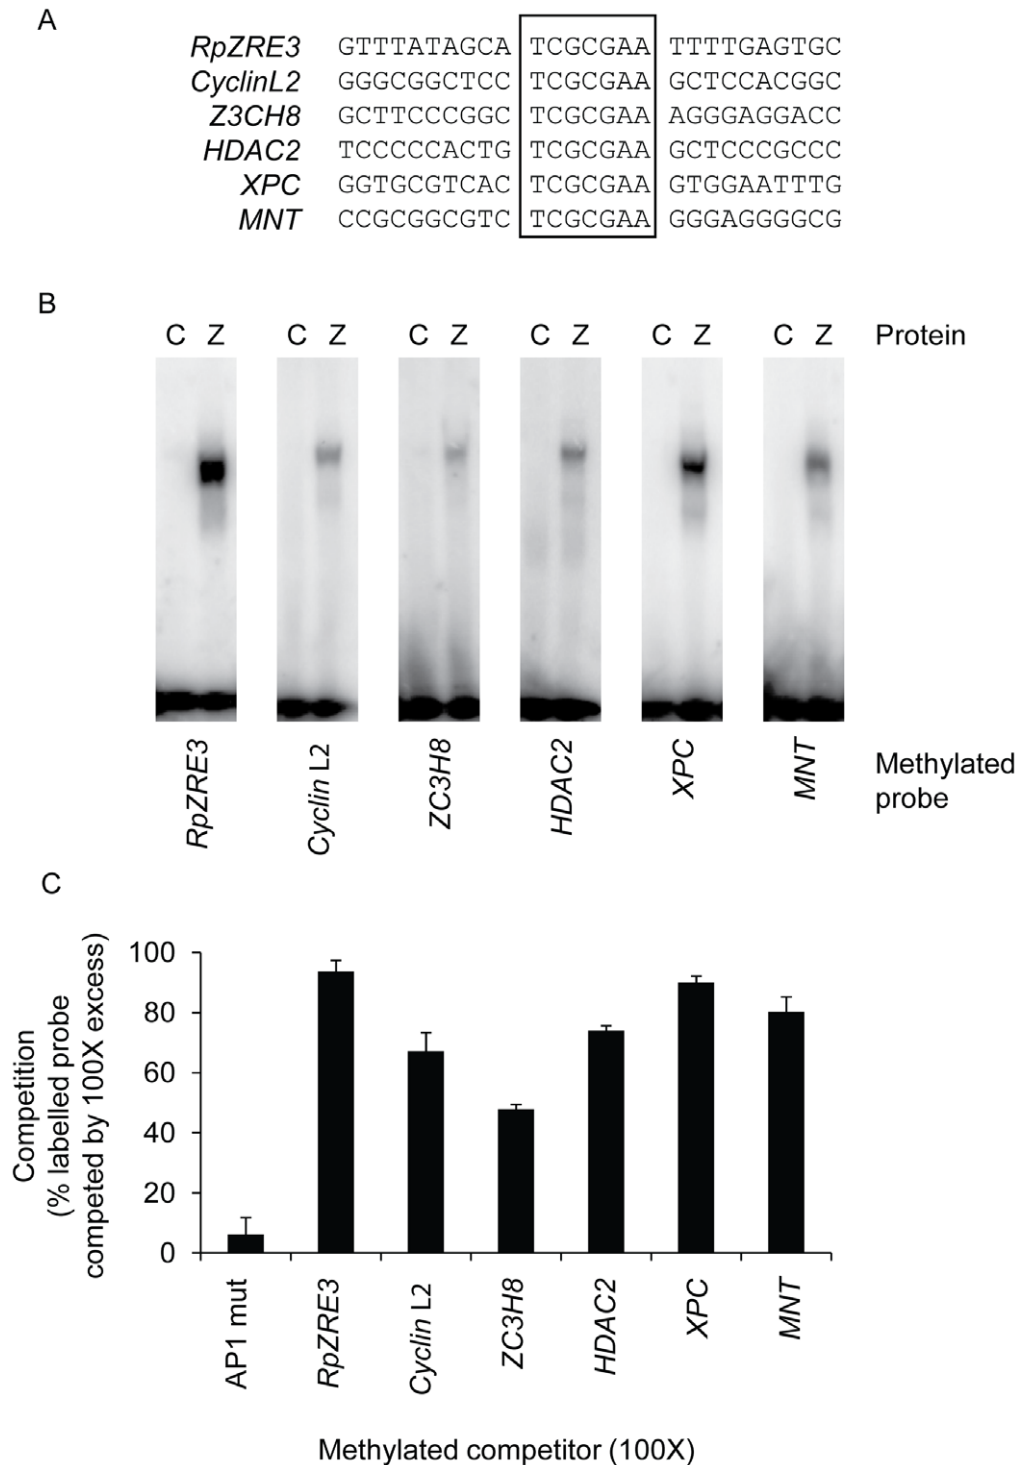 A
RpZRE3 GTTTATAGCA TCGCGAA TTTTGAGTGC
CyclinL2 GGGCGGCTCC TCGCGAA GCTCCACGGC
Z3CH8 GCTTCCCGGC TCGCGAA AGGGAGGACC
HDAC2 TCCCCCACTG TCGCGAA GCTCCCGCCC
XPC GGTGCGTCAC TCGCGAA GTGGAATTTG
MNT CCGCGGCGTC TCGCGAA GGGAGGGGCG
B
C Z C Z C Z C Z C Z C Z Protein
RpZRE3 Cyclin L2 ZC3H8 HDAC2 XPC MNT
Methylated
probe
C
Competition
(% labelled probe
competed by 100X excess)
100
80
60
40
20
0
AP1 mut RpZRE3 Cyclin L2 ZC3H8 HDAC2 XPC MNT
Methylated competitor (100X)